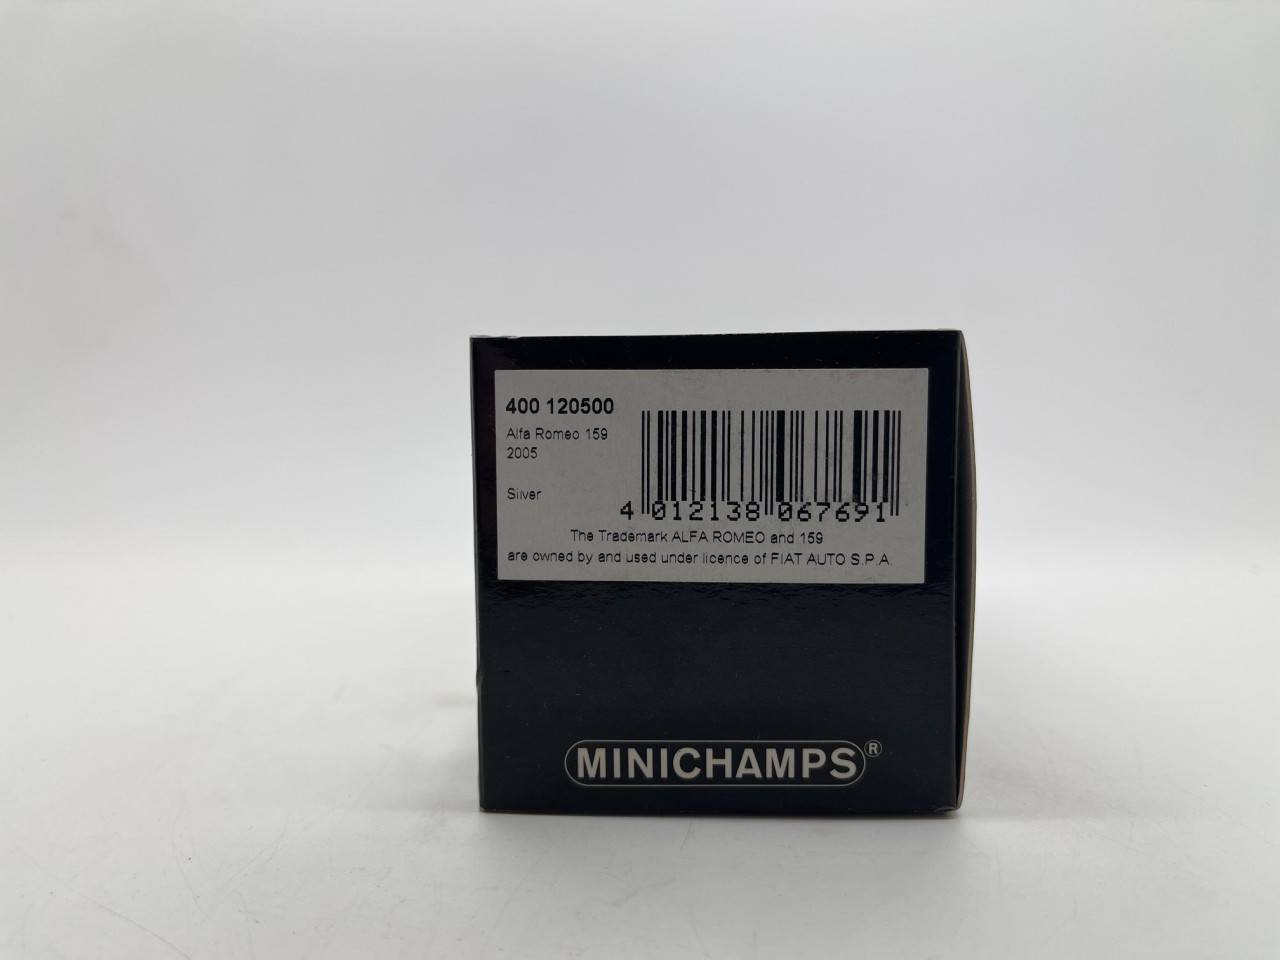 400 120500
Alfa Romeo 159
2005
Silver
4 012138 067691
The Trademark ALFA ROMEO and 159
are owned by and used under licence of FIAT AUTO S.P.A.
MINICHAMPS®